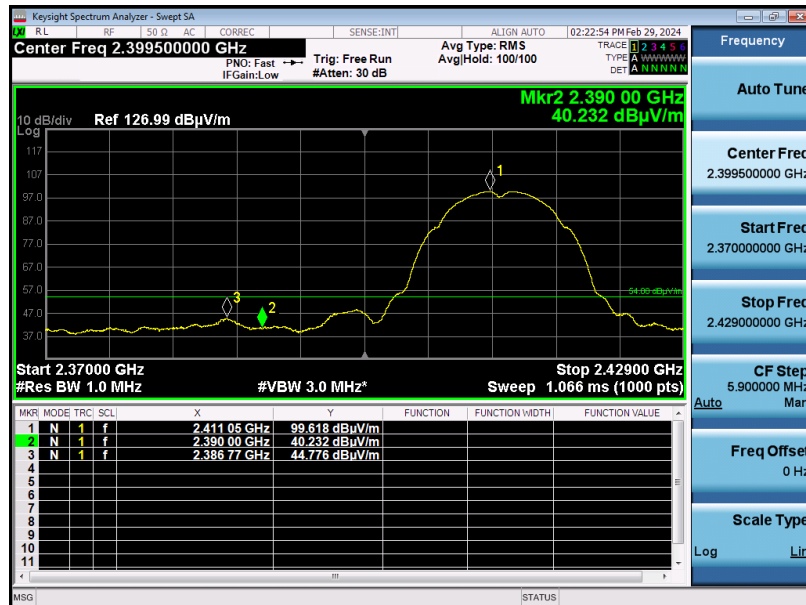 Keysight Spectrum Analyzer - Swept SA
LXI RL RF 50 Ω AC CORREC SENSE:INT ALIGN AUTO 02:22:54 PM Feb 29, 2024
Center Freq 2.399500000 GHz
PNO: Fast
IFGain:Low
Trig: Free Run
#Atten: 30 dB
Avg Type: RMS
Avg|Hold: 100/100
TRACE 1 2 3 4 5 6
TYPE A WWWWW
DET A N N N N N
Mkr2 2.390 00 GHz
40.232 dBµV/m
10 dB/div Ref 126.99 dBµV/m
Log
117
107
97.0
87.0
77.0
67.0
57.0
47.0
37.0
1
2
3
54.00 dBµV/m
Start 2.37000 GHz Stop 2.42900 GHz
#Res BW 1.0 MHz #VBW 3.0 MHz* Sweep 1.066 ms (1000 pts)
MKR MODE TRC SCL X Y FUNCTION FUNCTION WIDTH FUNCTION VALUE
1 N 1 f 2.411 05 GHz 99.618 dBµV/m
2 N 1 f 2.390 00 GHz 40.232 dBµV/m
3 N 1 f 2.386 77 GHz 44.776 dBµV/m
4
5
6
7
8
9
10
11
MSG STATUS
Frequency
Auto Tune
Center Freq
2.399500000 GHz
Start Freq
2.370000000 GHz
Stop Freq
2.429000000 GHz
CF Step
5.900000 MHz
Auto Man
Freq Offset
0 Hz
Scale Type
Log Lin